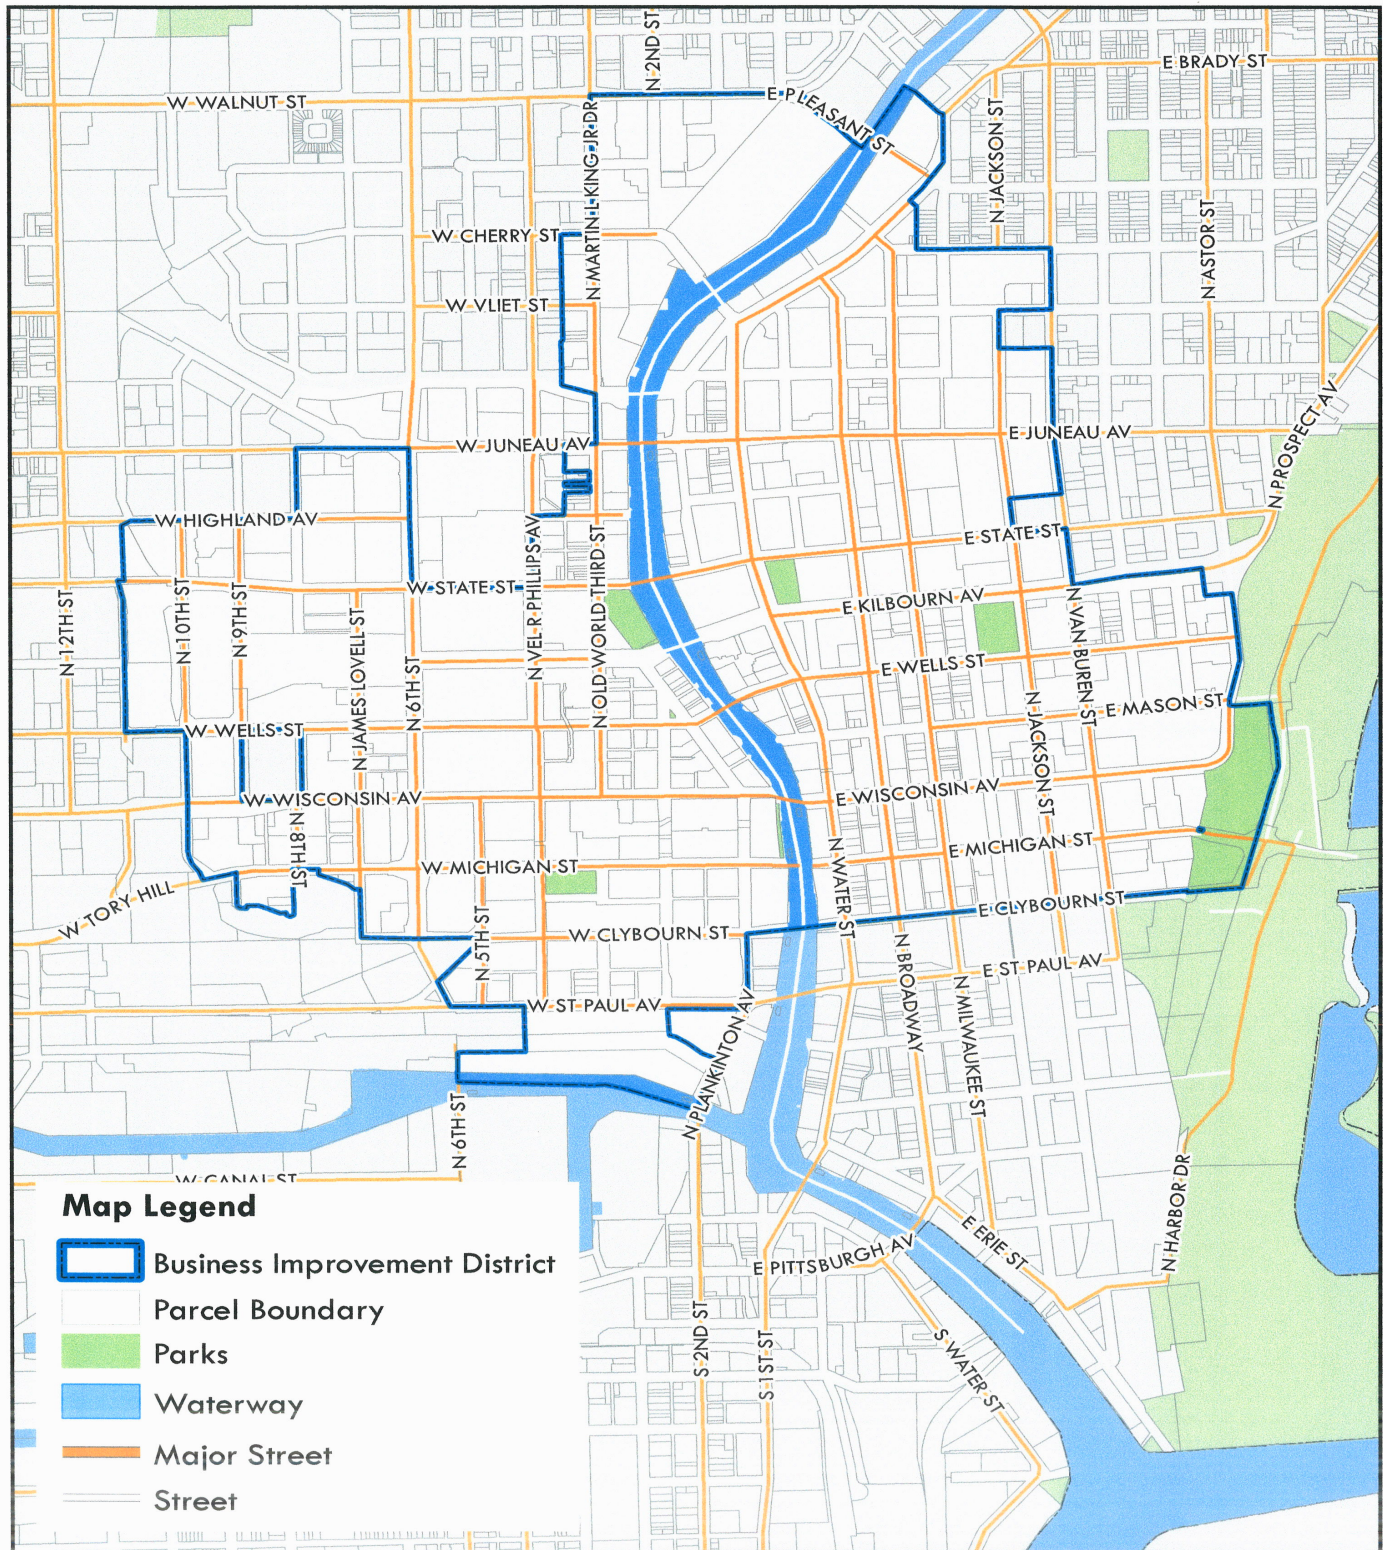 N 2ND ST
E BRADY ST
W WALNUT ST
E PLEASANT ST
N MARTIN L KING JR DR
N JACKSON ST
N ASTOR ST
W CHERRY ST
W VLIET ST
N PROSPECT AV
W JUNEAU AV
E JUNEAU AV
W HIGHLAND AV
E STATE ST
N VEL R PHILLIPS AV
N OLD WORLD THIRD ST
W STATE ST
N 12TH ST
N 10TH ST
N 9TH ST
N JAMES LOVELL ST
N 6TH ST
E KILBOURN AV
N VAN BUREN ST
E WELLS ST
N JACKSON ST
E MASON ST
W WELLS ST
W WISCONSIN AV
E WISCONSIN AV
N 8TH ST
N WATER ST
E MICHIGAN ST
W MICHIGAN ST
W TORY HILL
E CLYBOURN ST
N 5TH ST
W CLYBOURN ST
N BROADWAY
E ST PAUL AV
N MILWAUKEE ST
W ST PAUL AV
N PLANKINTON AV
N 6TH ST
W CANAL ST
N HARBOR DR
E ERIE ST
E PITTSBURGH AV
S 2ND ST
S 1ST ST
S WATER ST
Map Legend
Business Improvement District
Parcel Boundary
Parks
Waterway
Major Street
Street